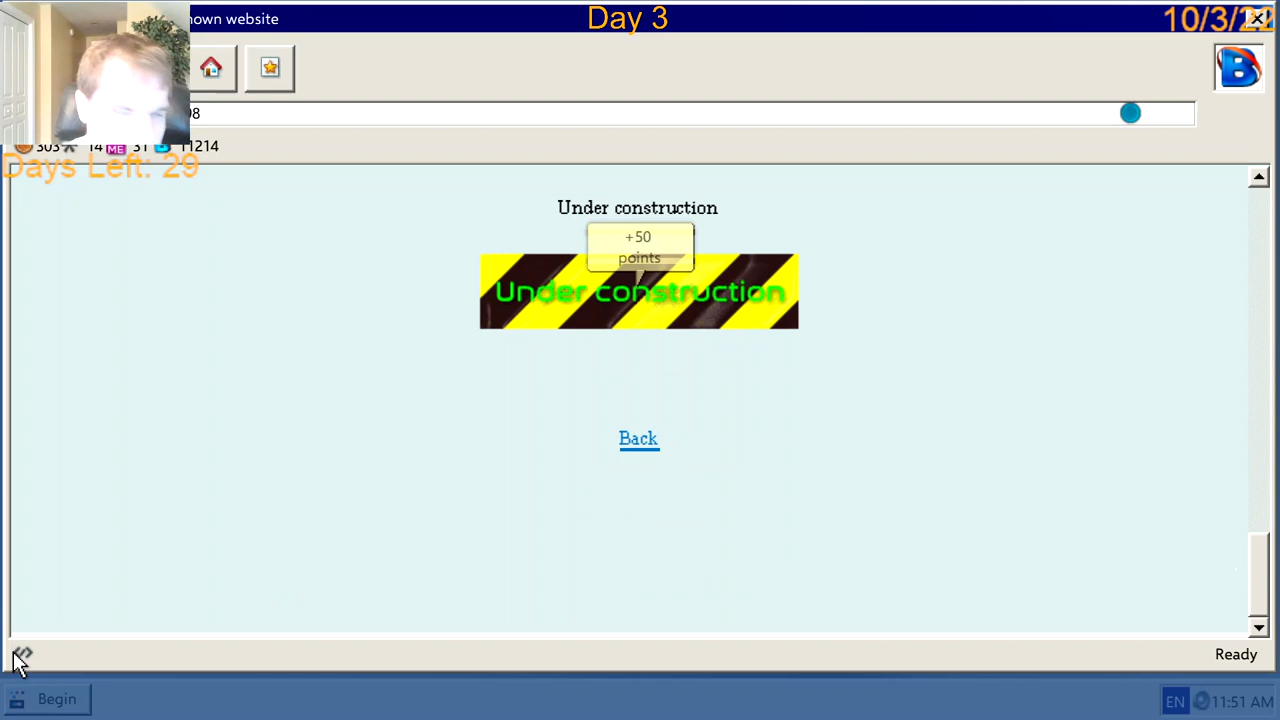 nown website
Day 3
10/3/22
98
303 14 ME 31 11214
Days Left: 29
Under construction
+50
points
Under construction
Back
Ready
Begin
EN 11:51 AM